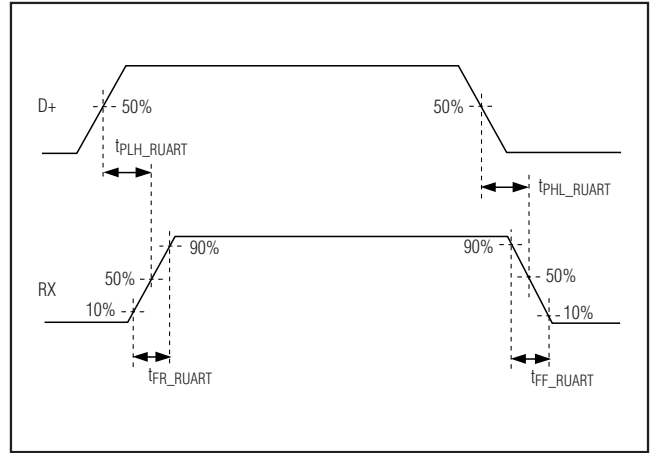 D+
50%
50%
tPLH_RUART
tPHL_RUART
90%
90%
50%
50%
RX
10%
10%
tFR_RUART
tFF_RUART